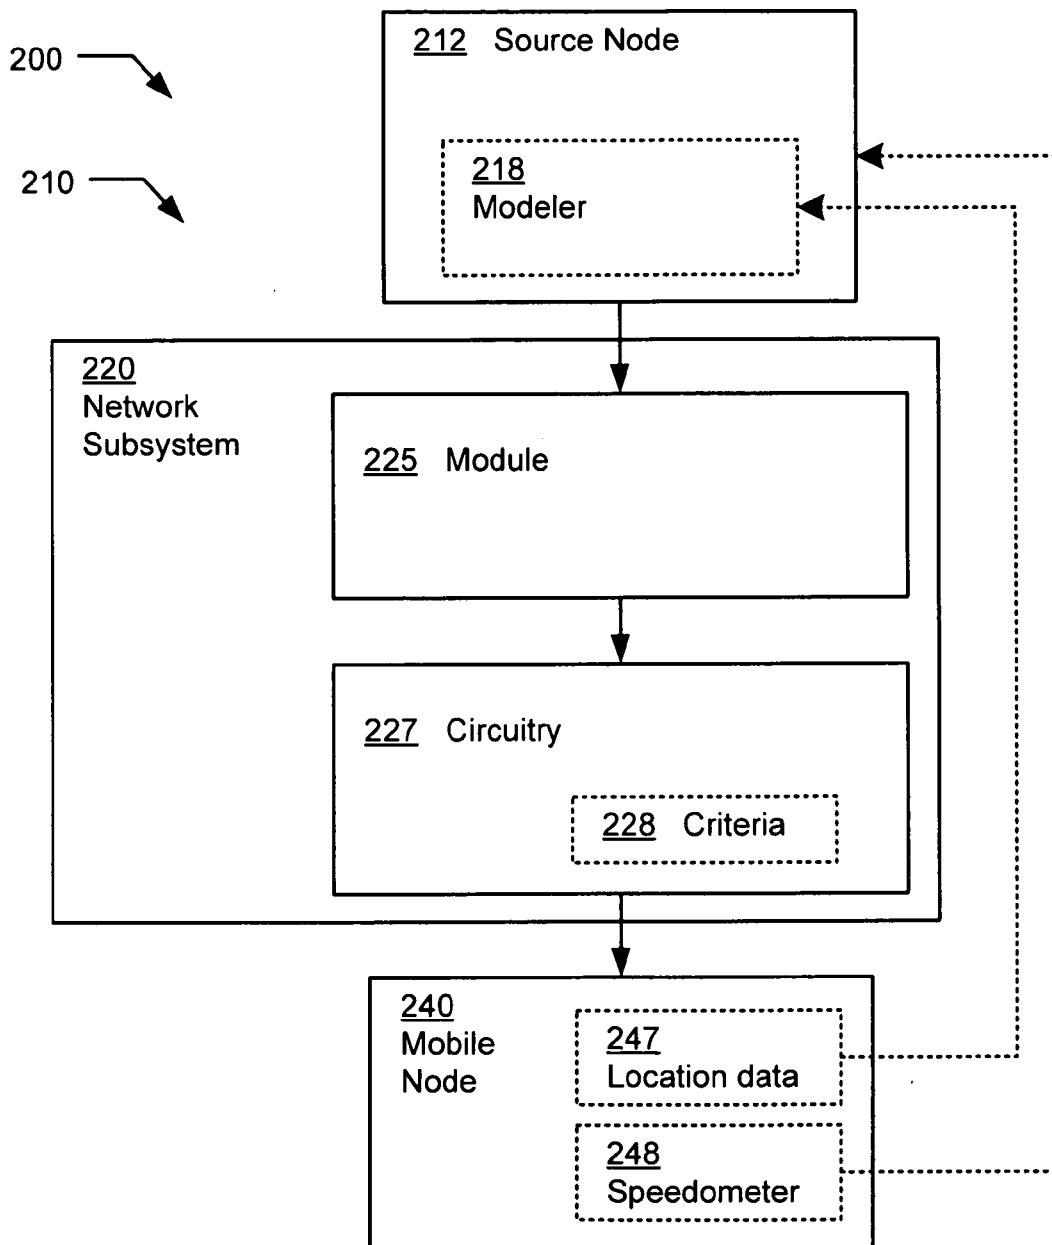 212 Source Node
200
218
Modeler
210
220
Network
Subsystem
225 Module
227 Circuitry
228 Criteria
240
Mobile
Node
247
Location data
248
Speedometer